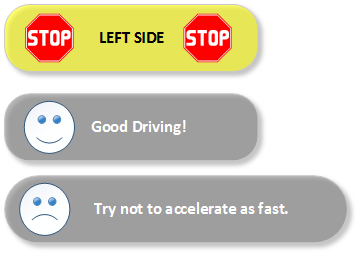 STOP LEFT SIDE STOP
Good Driving!
Try not to accelerate as fast.